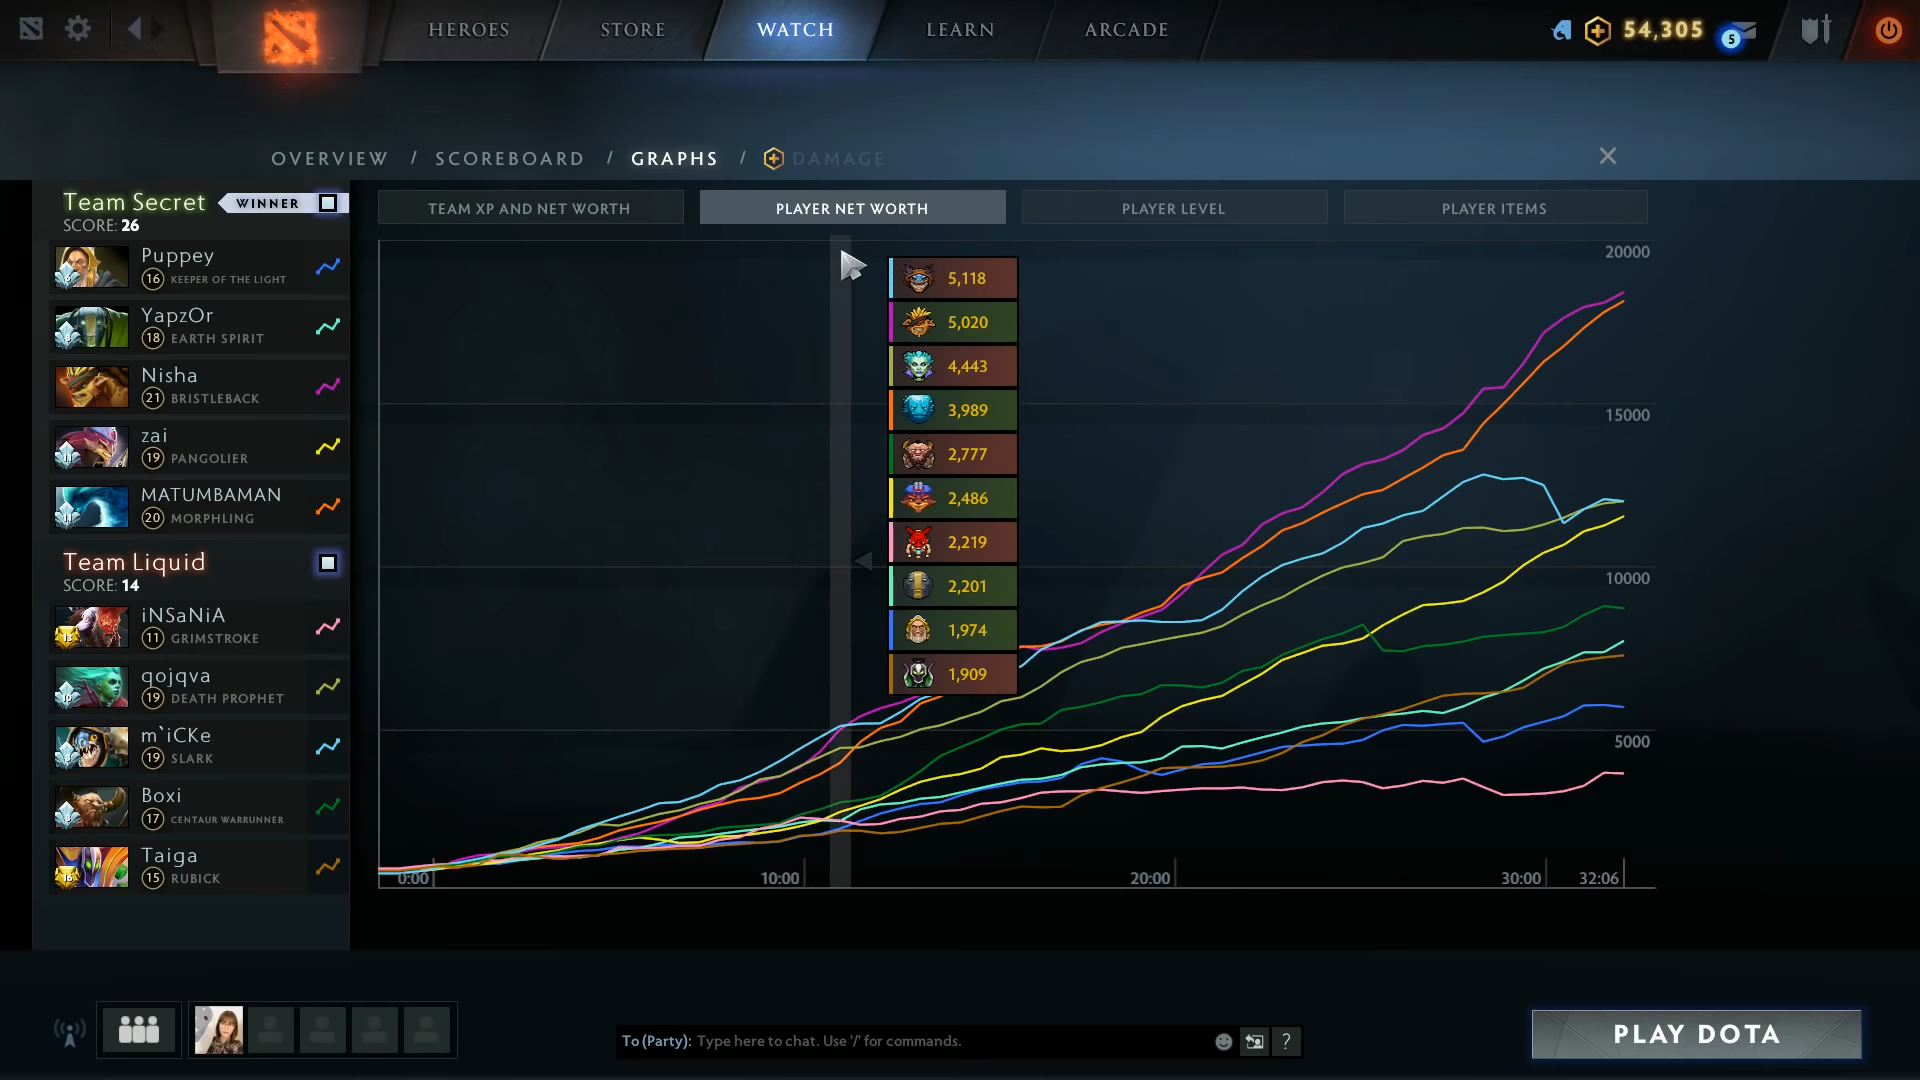 HEROES
STORE
WATCH
LEARN
ARCADE
54,305
5
OVERVIEW / SCOREBOARD / GRAPHS / DAMAGE
Team Secret
WINNER
SCORE: 26
Puppey
16 KEEPER OF THE LIGHT
YapzOr
18 EARTH SPIRIT
Nisha
21 BRISTLEBACK
zai
19 PANGOLIER
MATUMBAMAN
20 MORPHLING
Team Liquid
SCORE: 14
iNSaNiA
11 GRIMSTROKE
qojqva
19 DEATH PROPHET
m`iCKe
19 SLARK
Boxi
17 CENTAUR WARRUNNER
Taiga
15 RUBICK
TEAM XP AND NET WORTH
PLAYER NET WORTH
PLAYER LEVEL
PLAYER ITEMS
5,118
5,020
4,443
3,989
2,777
2,486
2,219
2,201
1,974
1,909
20000
15000
10000
5000
0:00
10:00
20:00
30:00
32:06
To (Party): Type here to chat. Use '/' for commands.
?
PLAY DOTA